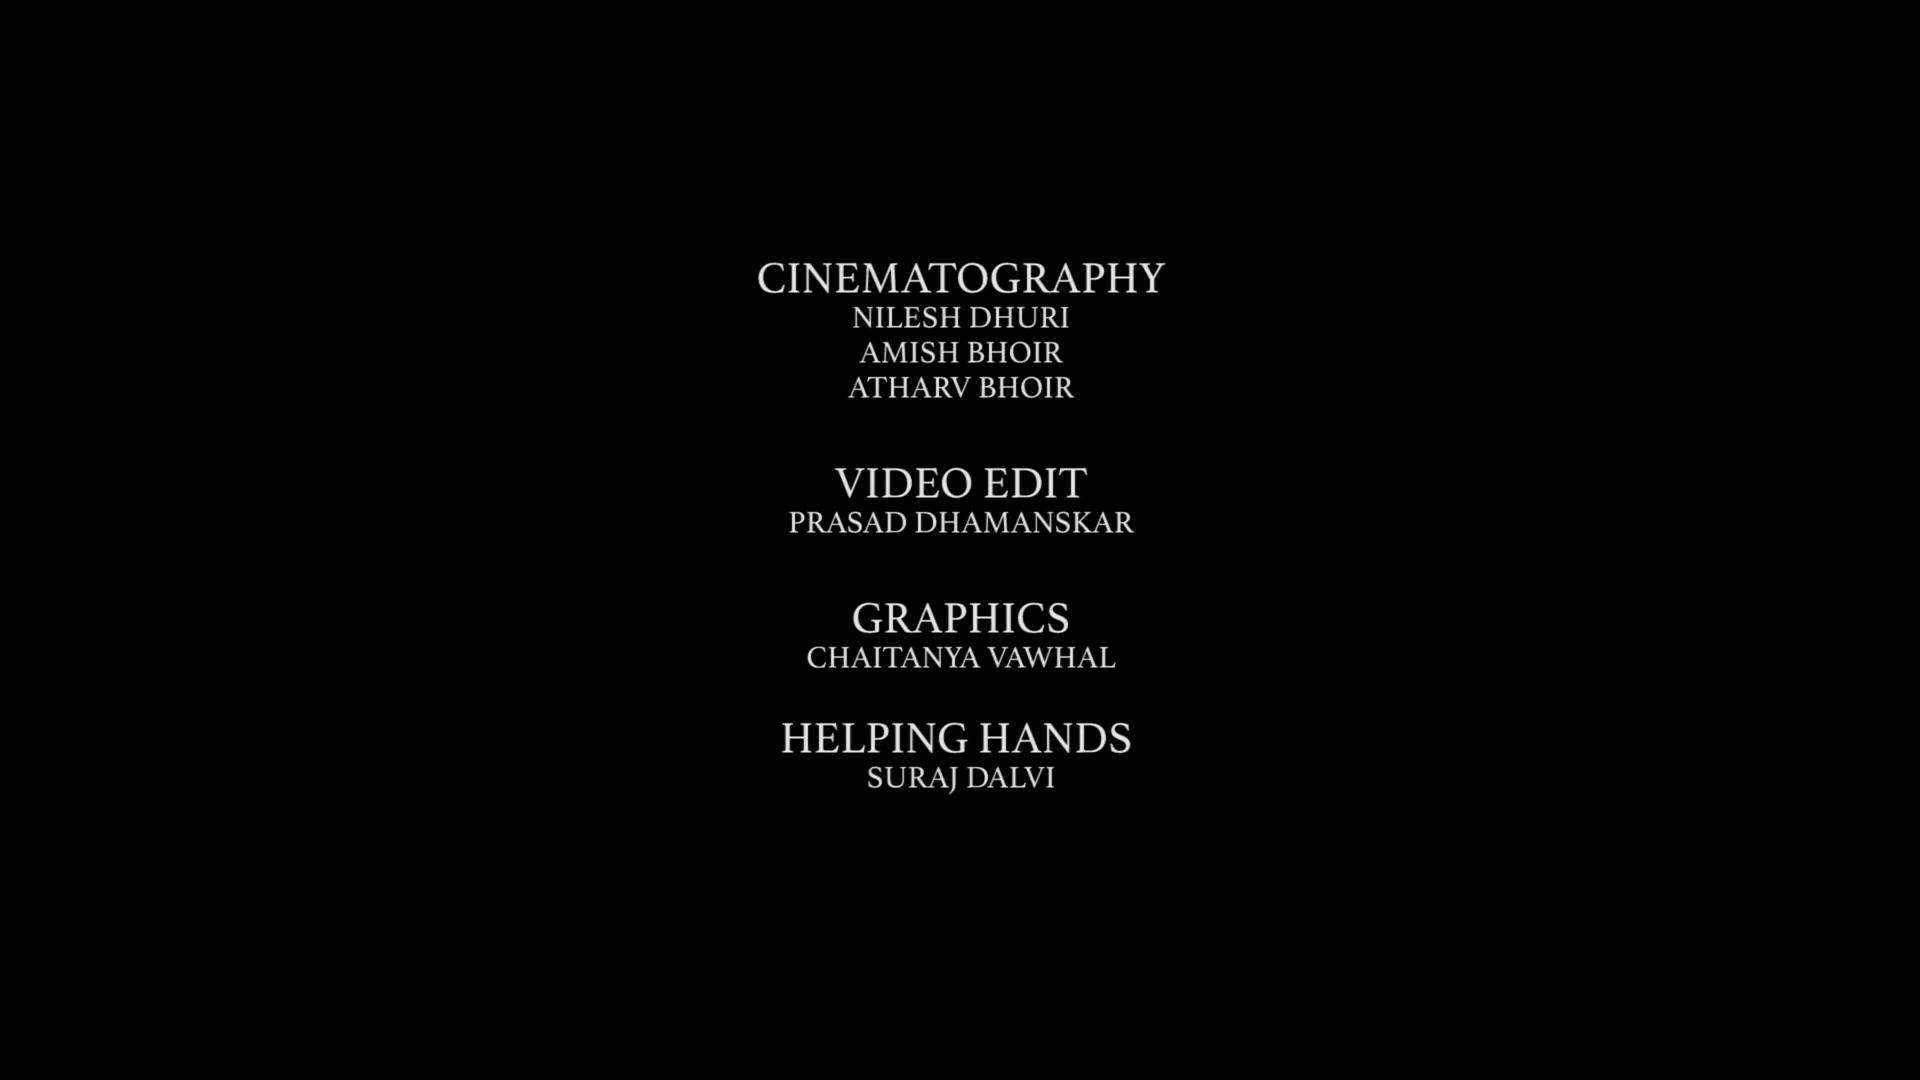 CINEMATOGRAPHY
NILESH DHURI
AMISH BHOIR
ATHARV BHOIR
VIDEO EDIT
PRASAD DHAMANSKAR
GRAPHICS
CHAITANYA VAWHAL
HELPING HANDS
SURAJ DALVI